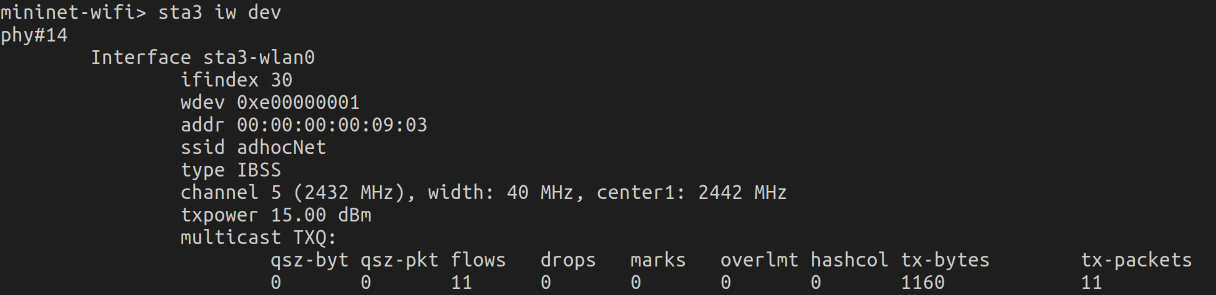 mininet-wifi> sta3 iw dev
phy#14
Interface sta3-wlan0
ifindex 30
wdev 0xe00000001
addr 00:00:00:00:09:03
ssid adhocNet
type IBSS
channel 5 (2432 MHz), width: 40 MHz, center1: 2442 MHz
txpower 15.00 dBm
multicast TXQ:
qsz-byt qsz-pkt flows drops marks overlmt hashcol tx-bytes tx-packets
0 0 11 0 0 0 0 1160 11